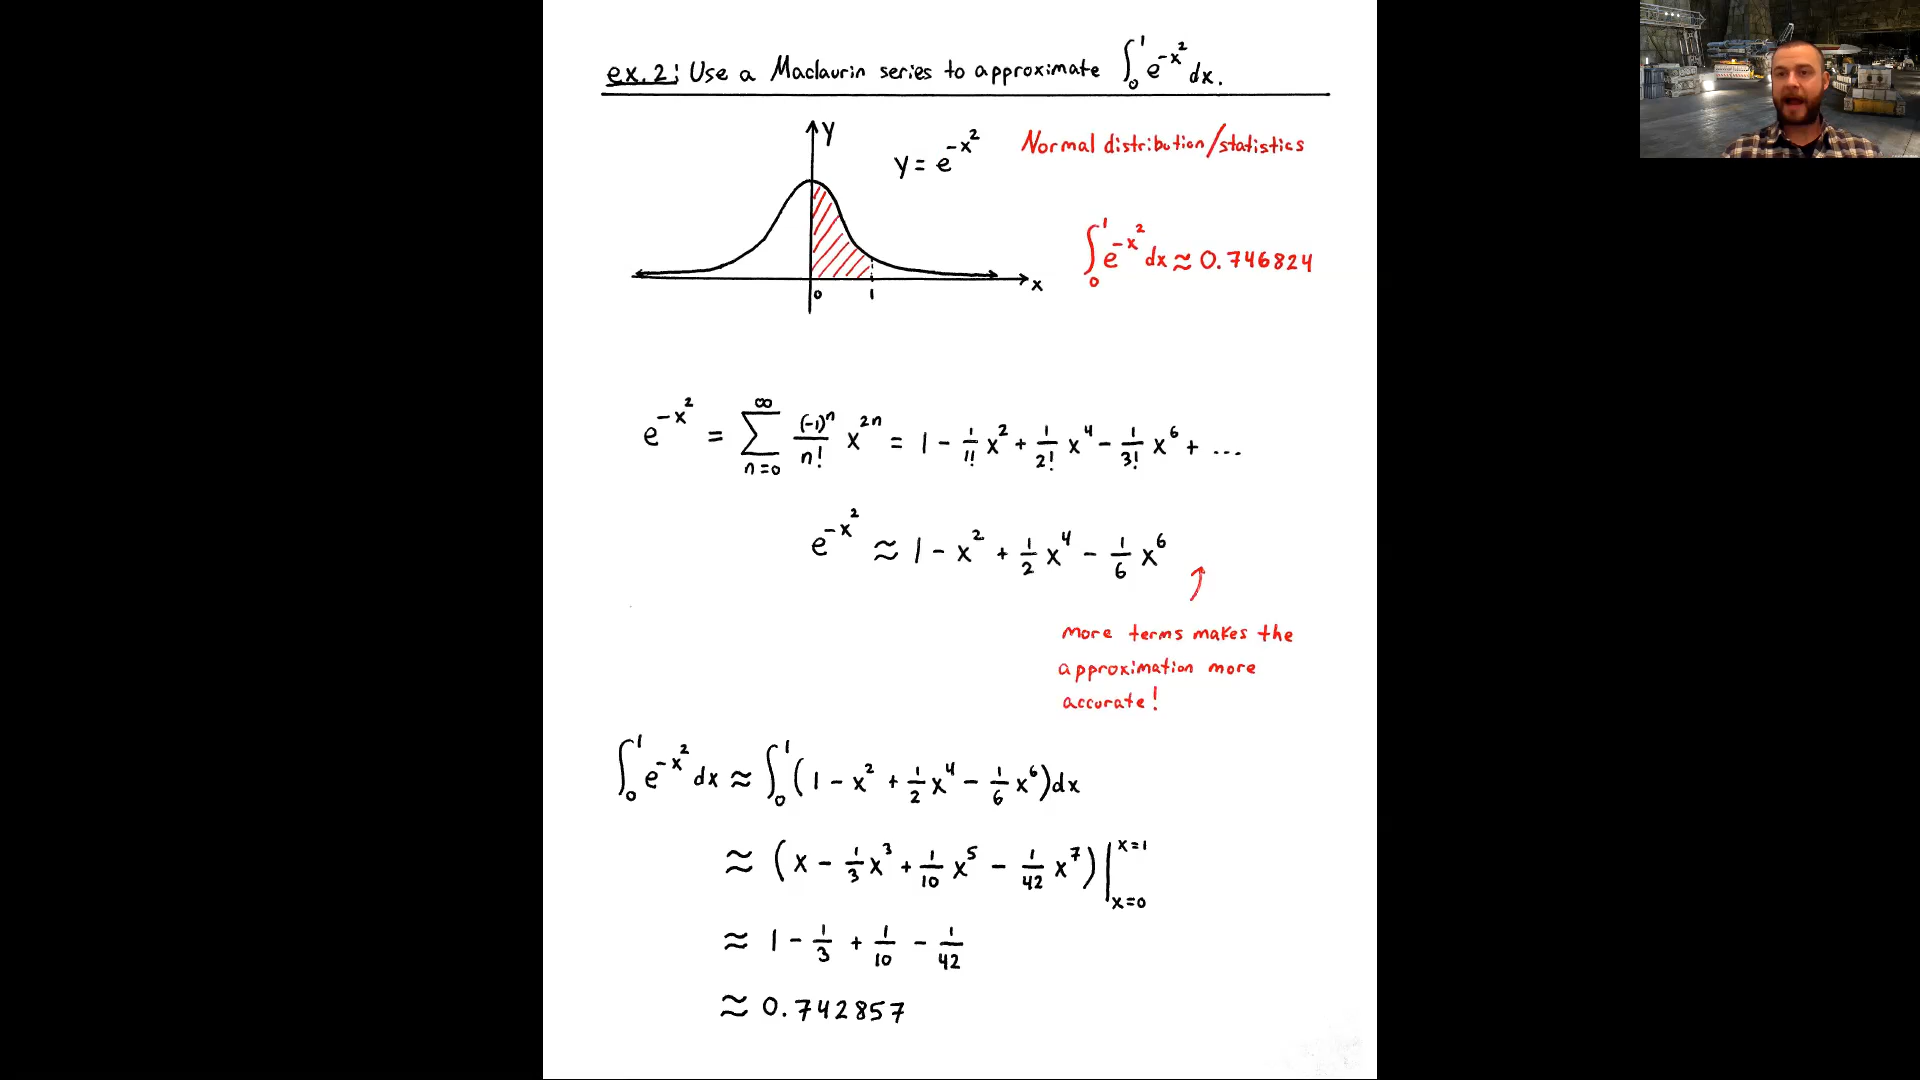 ex. 2: Use a Maclaurin series to approximate ∫₀¹ e^(-x²) dx.
y
y = e^(-x²)
Normal distribution/statistics
∫₀¹ e^(-x²) dx ≈ 0.746824
x
0 1
e^(-x²) = ∑_(n=0)^∞ (-1)ⁿ/n! x^(2n) = 1 - 1/1! x² + 1/2! x⁴ - 1/3! x⁶ + ...
e^(-x²) ≈ 1 - x² + 1/2 x⁴ - 1/6 x⁶
more terms makes the
approximation more
accurate!
∫₀¹ e^(-x²) dx ≈ ∫₀¹ (1 - x² + 1/2 x⁴ - 1/6 x⁶) dx
≈ (x - 1/3 x³ + 1/10 x⁵ - 1/42 x⁷) |_(x=0)^(x=1)
≈ 1 - 1/3 + 1/10 - 1/42
≈ 0.742857